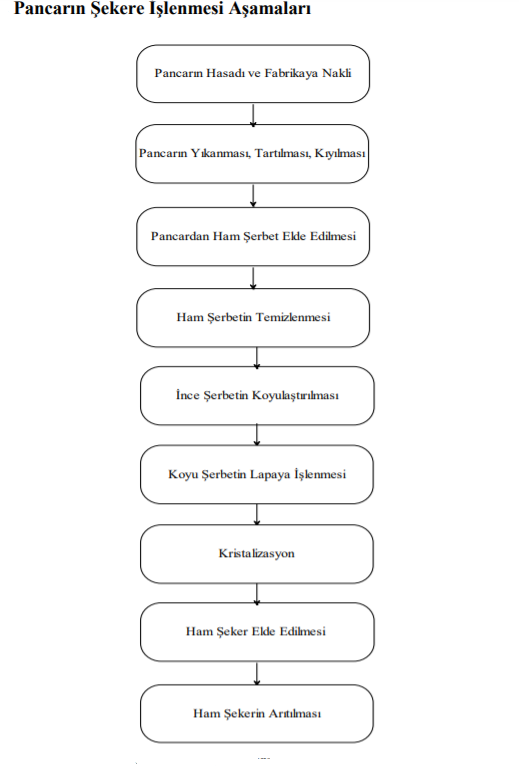 Pancarın Şekere İşlenmesi Aşamaları
Pancarın Hasadı ve Fabrikaya Nakli
Pancarın Yıkanması, Tartılması, Kıyılması
Pancardan Ham Şerbet Elde Edilmesi
Ham Şerbetin Temizlenmesi
İnce Şerbetin Koyulaştırılması
Koyu Şerbetin Lapaya İşlenmesi
Kristalizasyon
Ham Şeker Elde Edilmesi
Ham Şekerin Arıtılması